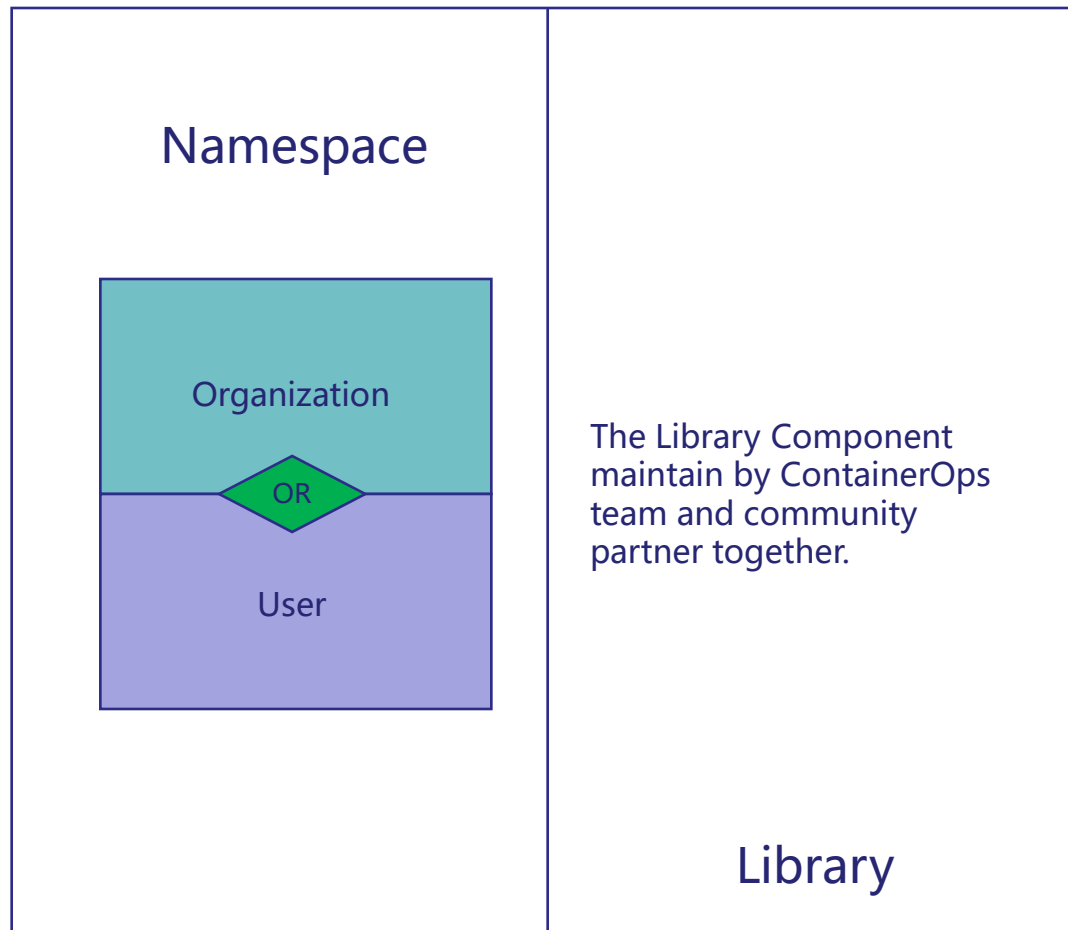 Namespace
Organization
OR
User
The Library Component
maintain by ContainerOps
team and community
partner together.
Library